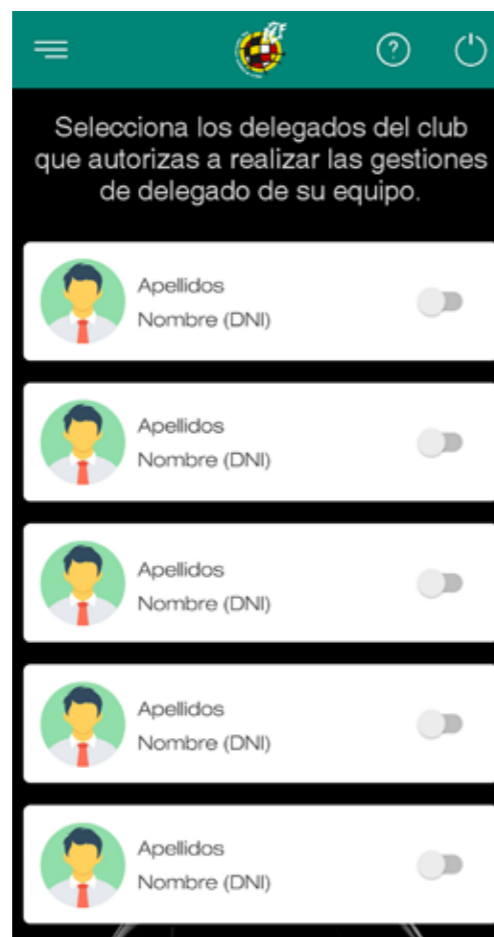 ?
Selecciona los delegados del club
que autorizas a realizar las gestiones
de delegado de su equipo.
Apellidos
Nombre (DNI)
Apellidos
Nombre (DNI)
Apellidos
Nombre (DNI)
Apellidos
Nombre (DNI)
Apellidos
Nombre (DNI)